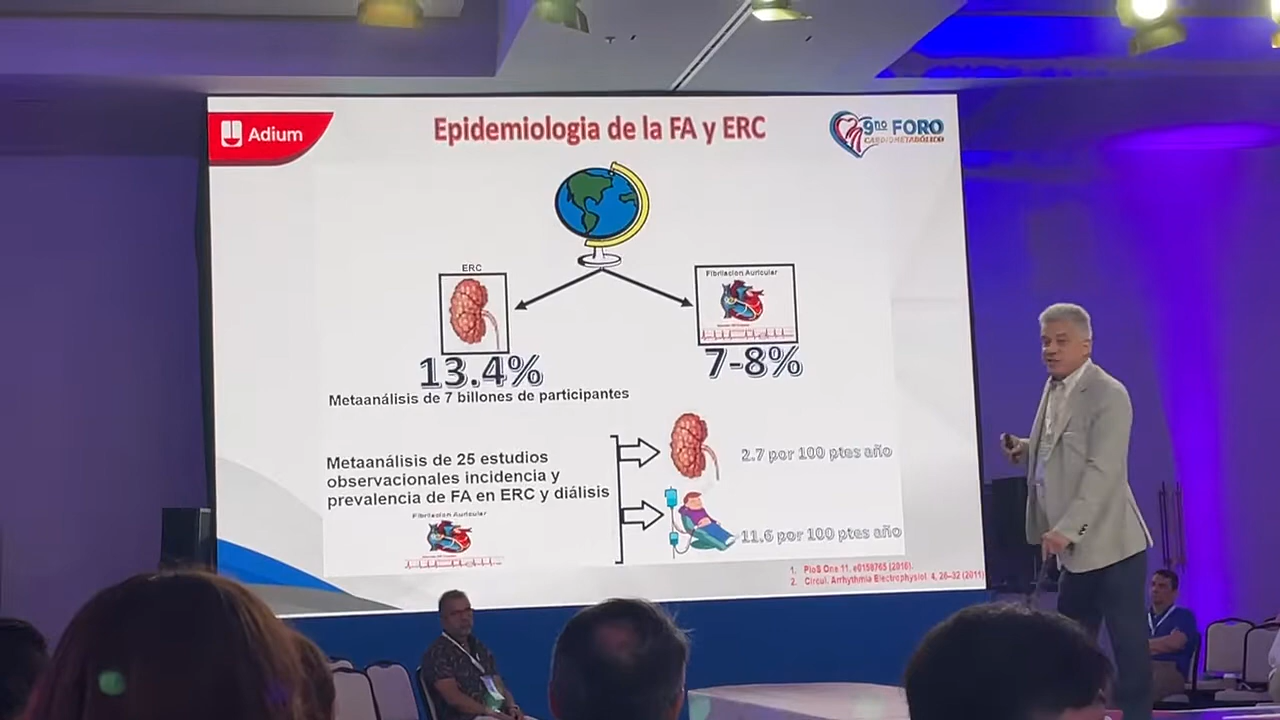 Adium
Epidemiologia de la FA y ERC
9no FORO
CARDIOMETABÓLICO
ERC
Fibrilacion Auricular
13.4%
7-8%
Metaanálisis de 7 billones de participantes
Metaanálisis de 25 estudios
observacionales incidencia y
prevalencia de FA en ERC y diálisis
Fibrilacion Auricular
2.7 por 100 ptes año
11.6 por 100 ptes año
1. PloS One 11, e0158765 (2016).
2. Circul. Arrhythmia Electrophysiol. 4, 26–32 (2011)